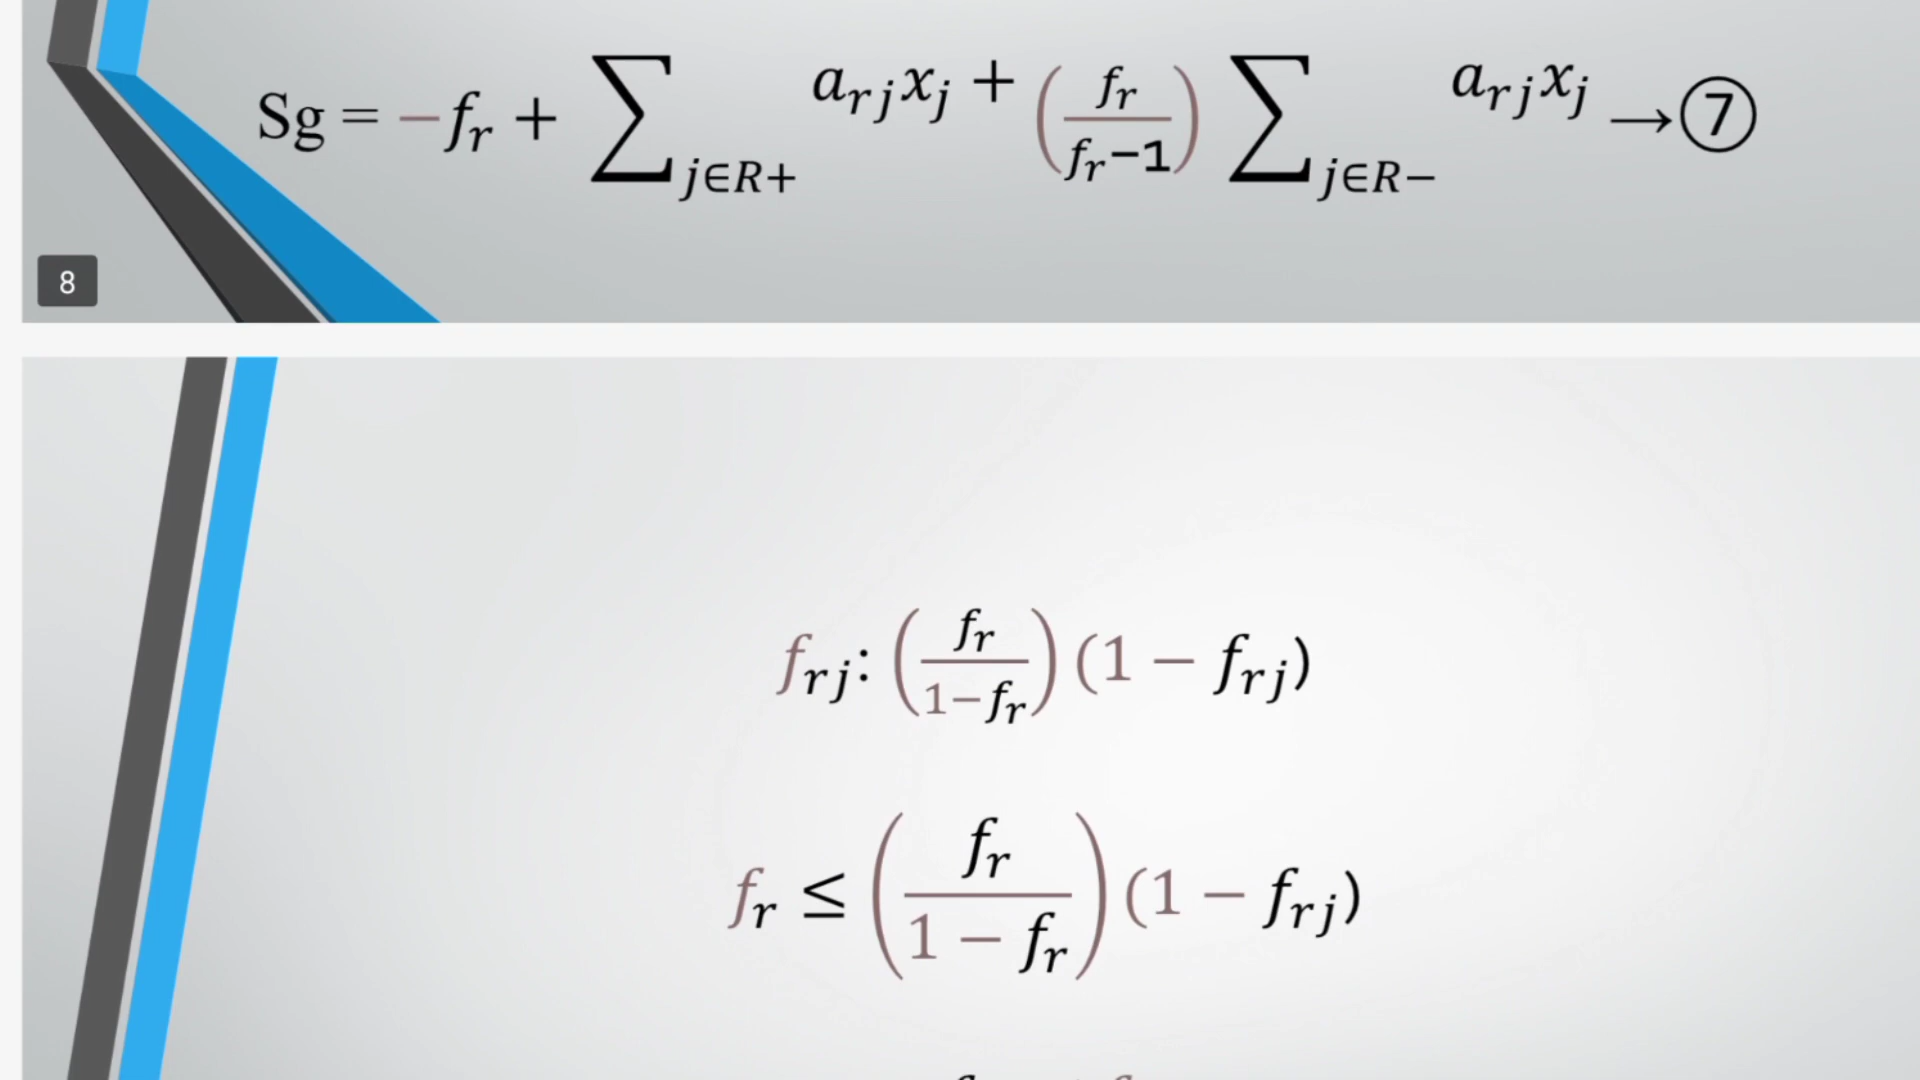 Sg = −fᵣ + ∑_{j∈R+} a_{rj}x_j + (f_r/(f_r−1)) ∑_{j∈R−} a_{rj}x_j → ⑦
8
f_{rj}: (f_r/(1−f_r)) (1 − f_{rj})
f_r ≤ (f_r/(1 − f_r)) (1 − f_{rj})